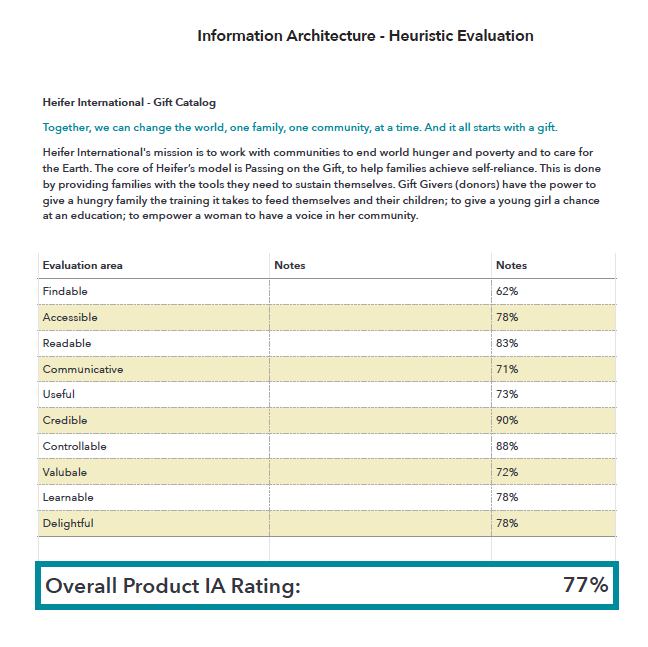 Information Architecture - Heuristic Evaluation
Heifer International - Gift Catalog
Together, we can change the world, one family, one community, at a time. And it all starts with a gift.
Heifer International's mission is to work with communities to end world hunger and poverty and to care for
the Earth. The core of Heifer's model is Passing on the Gift, to help families achieve self-reliance. This is done
by providing families with the tools they need to sustain themselves. Gift Givers (donors) have the power to
give a hungry family the training it takes to feed themselves and their children; to give a young girl a chance
at an education; to empower a woman to have a voice in her community.
Evaluation area Notes Notes
Findable 62%
Accessible 78%
Readable 83%
Communicative 71%
Useful 73%
Credible 90%
Controllable 88%
Valubale 72%
Learnable 78%
Delightful 78%
Overall Product IA Rating: 77%